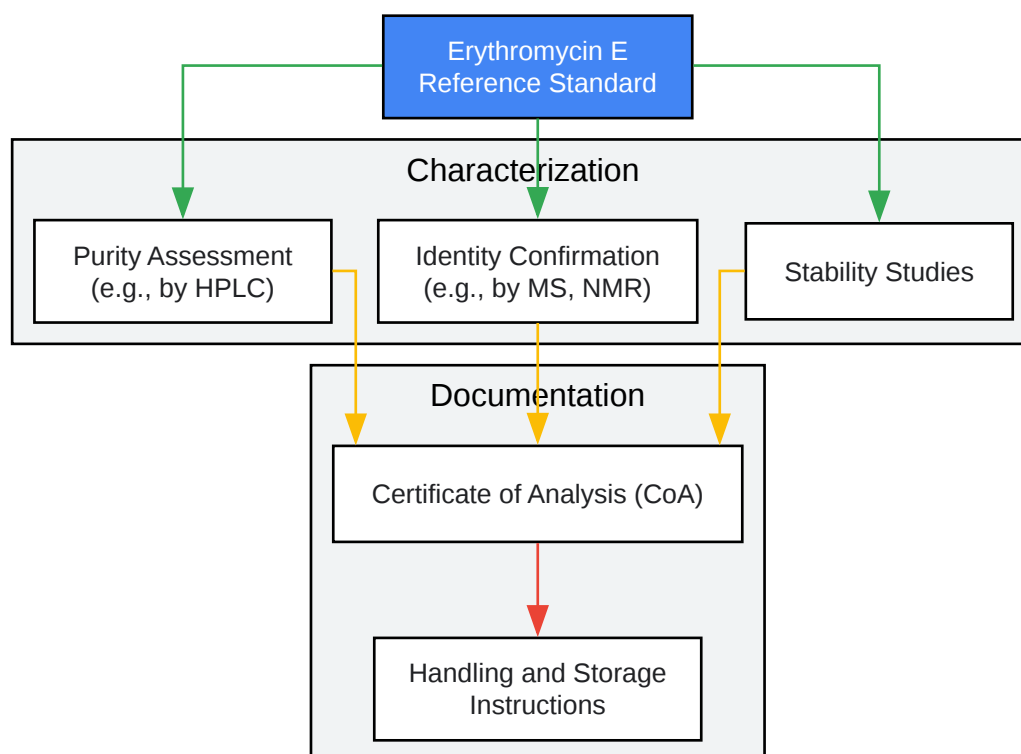 Erythromycin E
Reference Standard
Characterization
Purity Assessment
(e.g., by HPLC)
Identity Confirmation
(e.g., by MS, NMR)
Stability Studies
Documentation
Certificate of Analysis (CoA)
Handling and Storage
Instructions